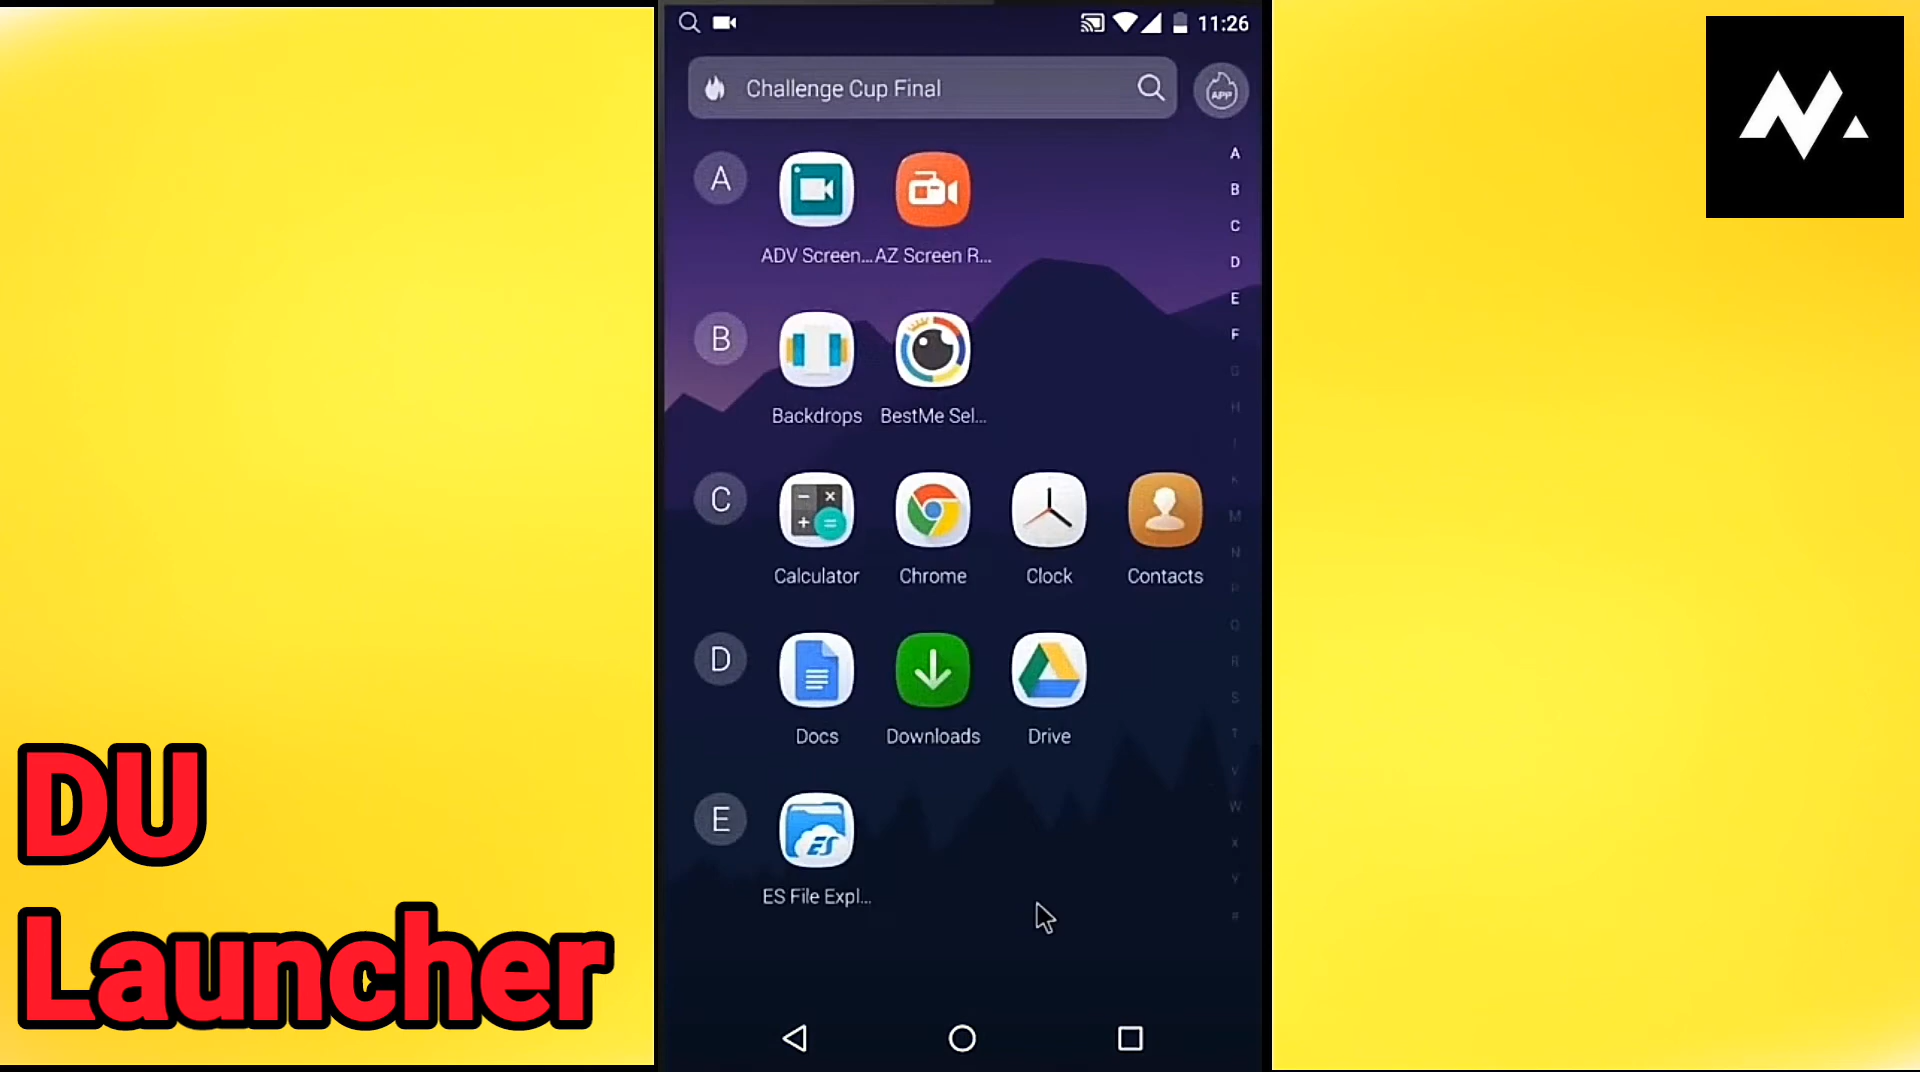 11:26
Challenge Cup Final
APP
A
ADV Screen...
AZ Screen R...
B
Backdrops
BestMe Sel...
C
Calculator
Chrome
Clock
Contacts
D
Docs
Downloads
Drive
E
ES
ES File Expl...
A
B
C
D
E
F
G
H
I
K
M
N
P
O
R
S
T
V
W
X
Y
#
DU
Launcher